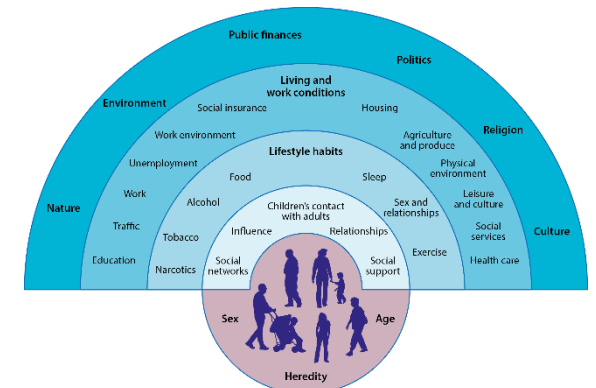 Public finances
Politics
Environment
Religion
Nature
Culture
Living and
work conditions
Social insurance
Housing
Work environment
Agriculture
and produce
Unemployment
Physical
environment
Work
Leisure
and culture
Traffic
Social
services
Education
Health care
Lifestyle habits
Food
Sleep
Alcohol
Sex and
relationships
Tobacco
Exercise
Narcotics
Children's contact
with adults
Influence
Relationships
Social
networks
Social
support
Sex
Age
Heredity